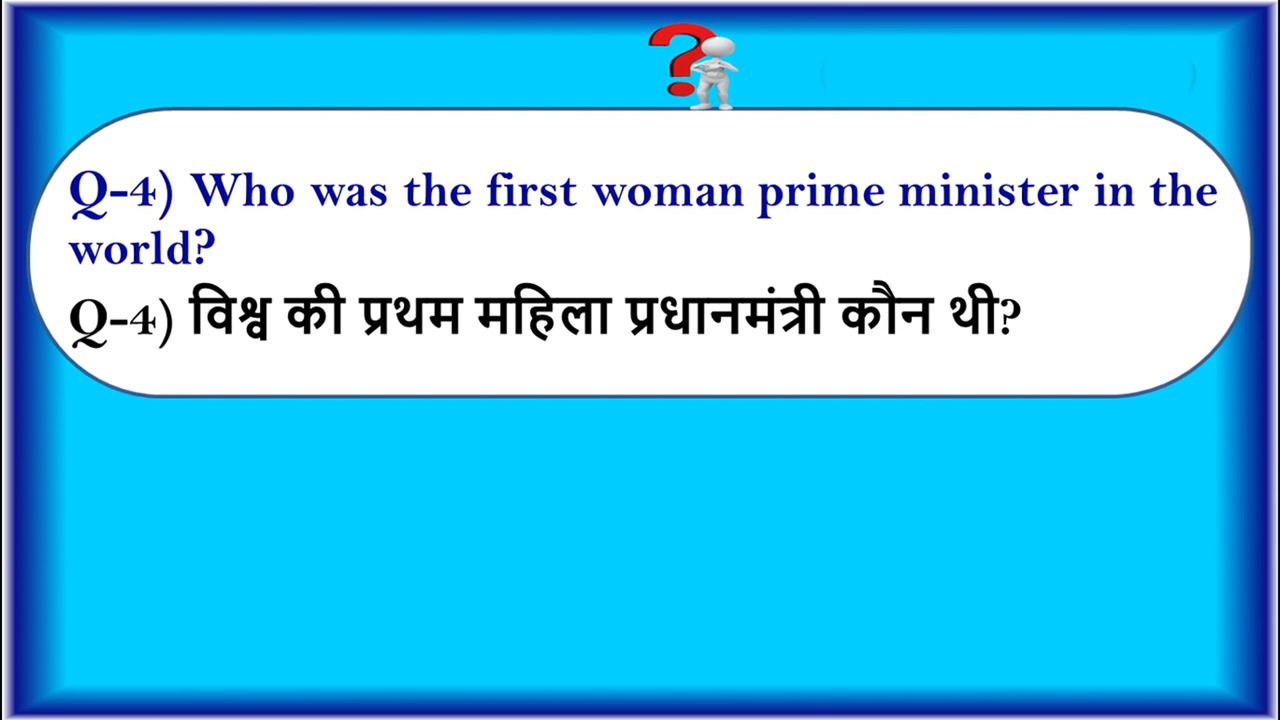 Q-4) Who was the first woman prime minister in the
world?
Q-4) विश्व की प्रथम महिला प्रधानमंत्री कौन थी?